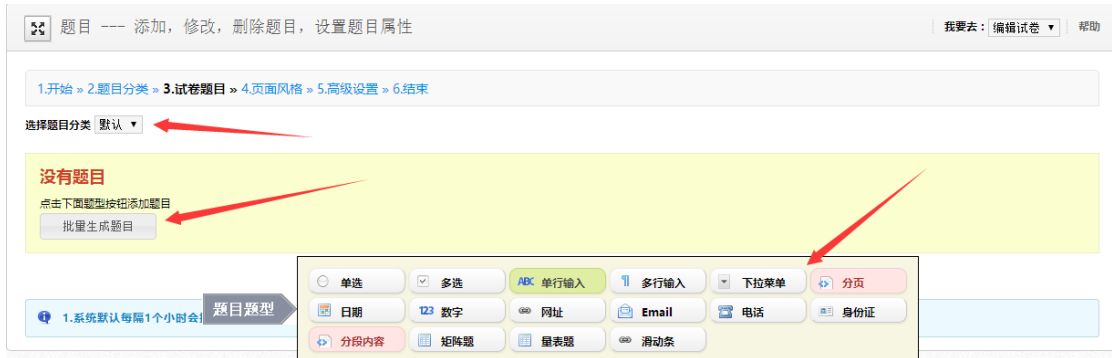 题目 --- 添加，修改，删除题目，设置题目属性
我要去： 编辑试卷 帮助
1.开始 » 2.题目分类 » 3.试卷题目 » 4.页面风格 » 5.高级设置 » 6.结束
选择题目分类 默认
没有题目
点击下面题型按钮添加题目
批量生成题目
题目题型
单选 多选 ABC 单行输入 多行输入 下拉菜单 分页
日期 123 数字 网址 Email 电话 身份证
分段内容 矩阵题 量表题 滑动条
1.系统默认每隔1个小时会